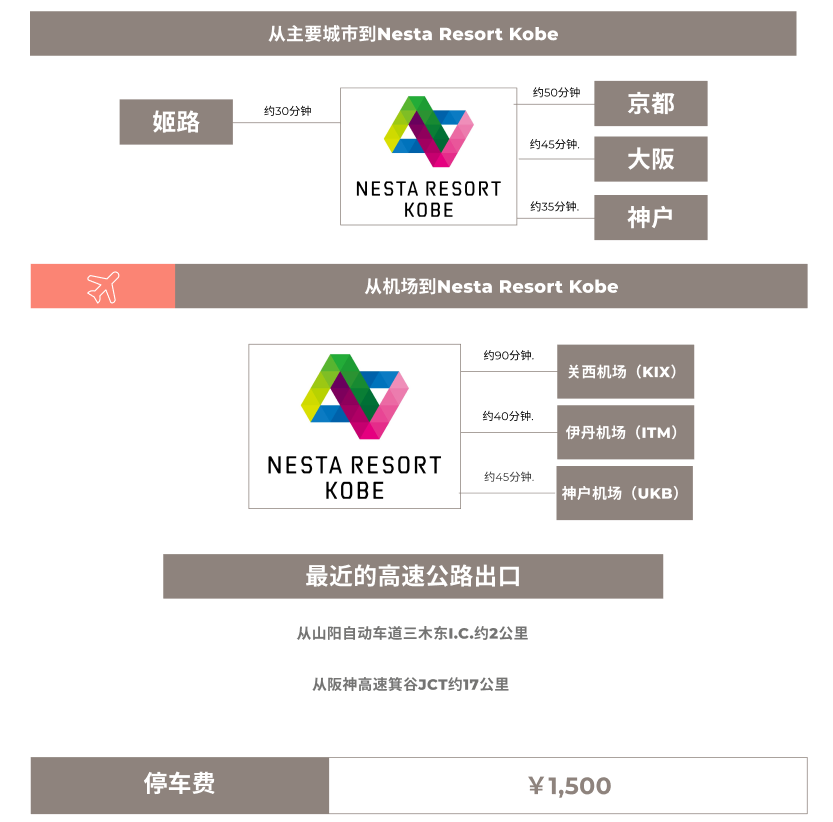 从主要城市到Nesta Resort Kobe
姬路
约30分钟
NESTA RESORT
KOBE
约50分钟
京都
约45分钟.
大阪
约35分钟.
神户
从机场到Nesta Resort Kobe
NESTA RESORT
KOBE
约90分钟.
关西机场（KIX）
约40分钟.
伊丹机场（ITM）
约45分钟.
神户机场（UKB）
最近的高速公路出口
从山阳自动车道三木东I.C.约2公里
从阪神高速箕谷JCT约17公里
停车费
￥1,500